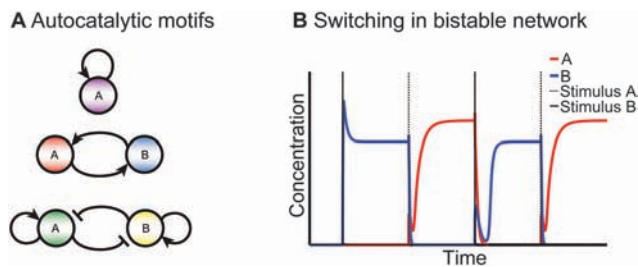 A Autocatalytic motifs
A
A
B
A
B
B Switching in bistable network
A
B
Stimulus A
Stimulus B
Concentration
Time